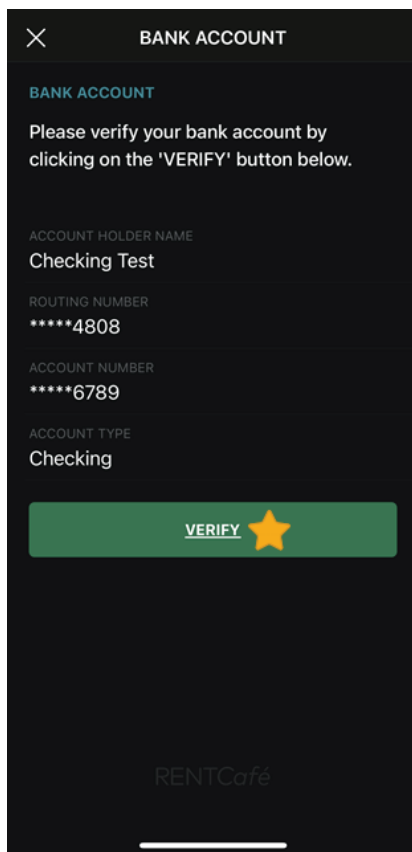 BANK ACCOUNT
BANK ACCOUNT
Please verify your bank account by
clicking on the 'VERIFY' button below.
ACCOUNT HOLDER NAME
Checking Test
ROUTING NUMBER
*****4808
ACCOUNT NUMBER
*****6789
ACCOUNT TYPE
Checking
VERIFY
RENTCafé